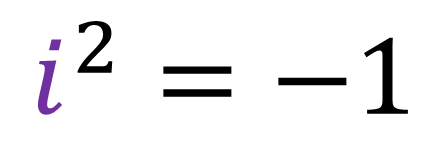 i² = −1